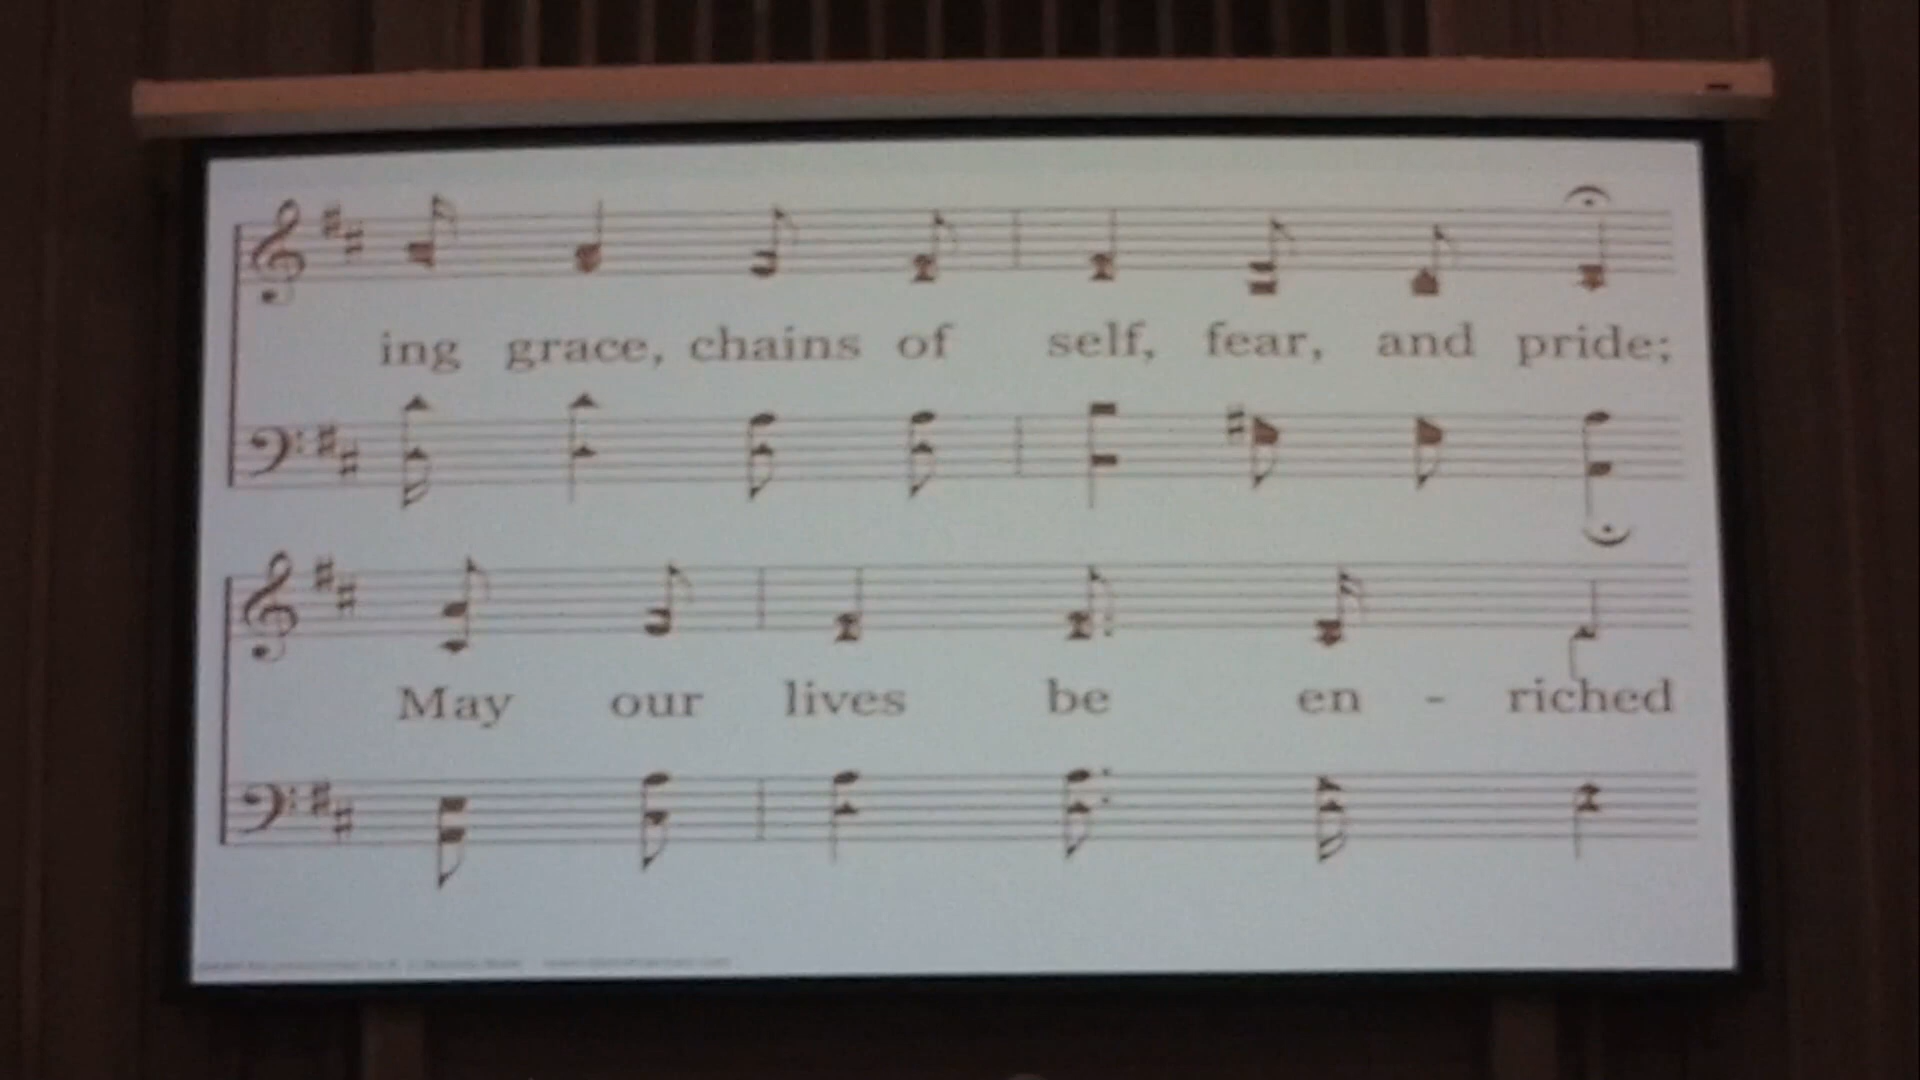 ing grace, chains of self, fear, and pride;
May our lives be en - riched